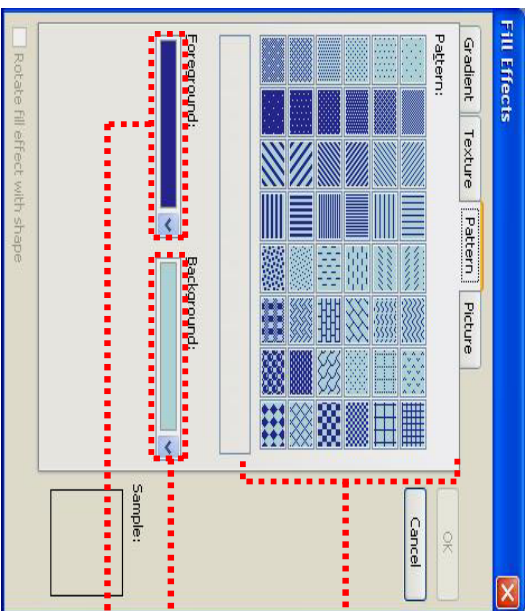 Fill Effects
Gradient Texture Pattern Picture
Pattern:
OK
Cancel
Foreground:
Background:
Sample:
Rotate fill effect with shape